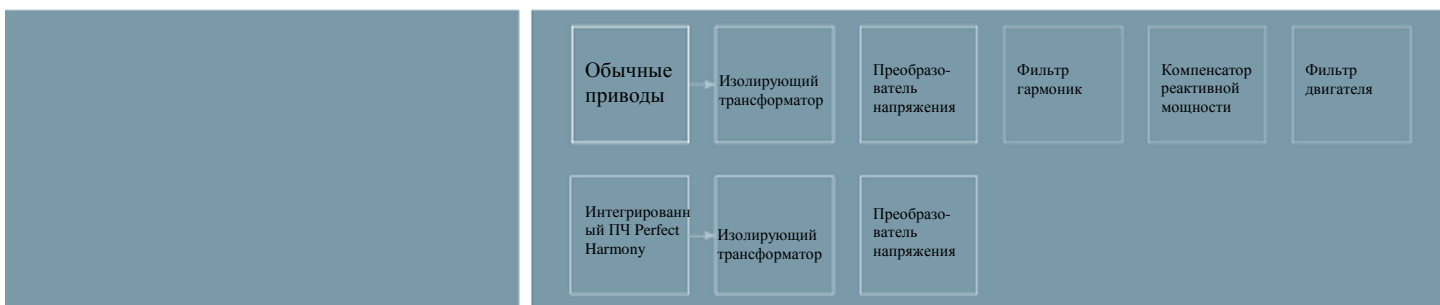 Обычные
приводы
Изолирующий
трансформатор
Преобразо-
ватель
напряжения
Фильтр
гармоник
Компенсатор
реактивной
мощности
Фильтр
двигателя
Интегрированн
ый ПЧ Perfect
Harmony
Изолирующий
трансформатор
Преобразо-
ватель
напряжения